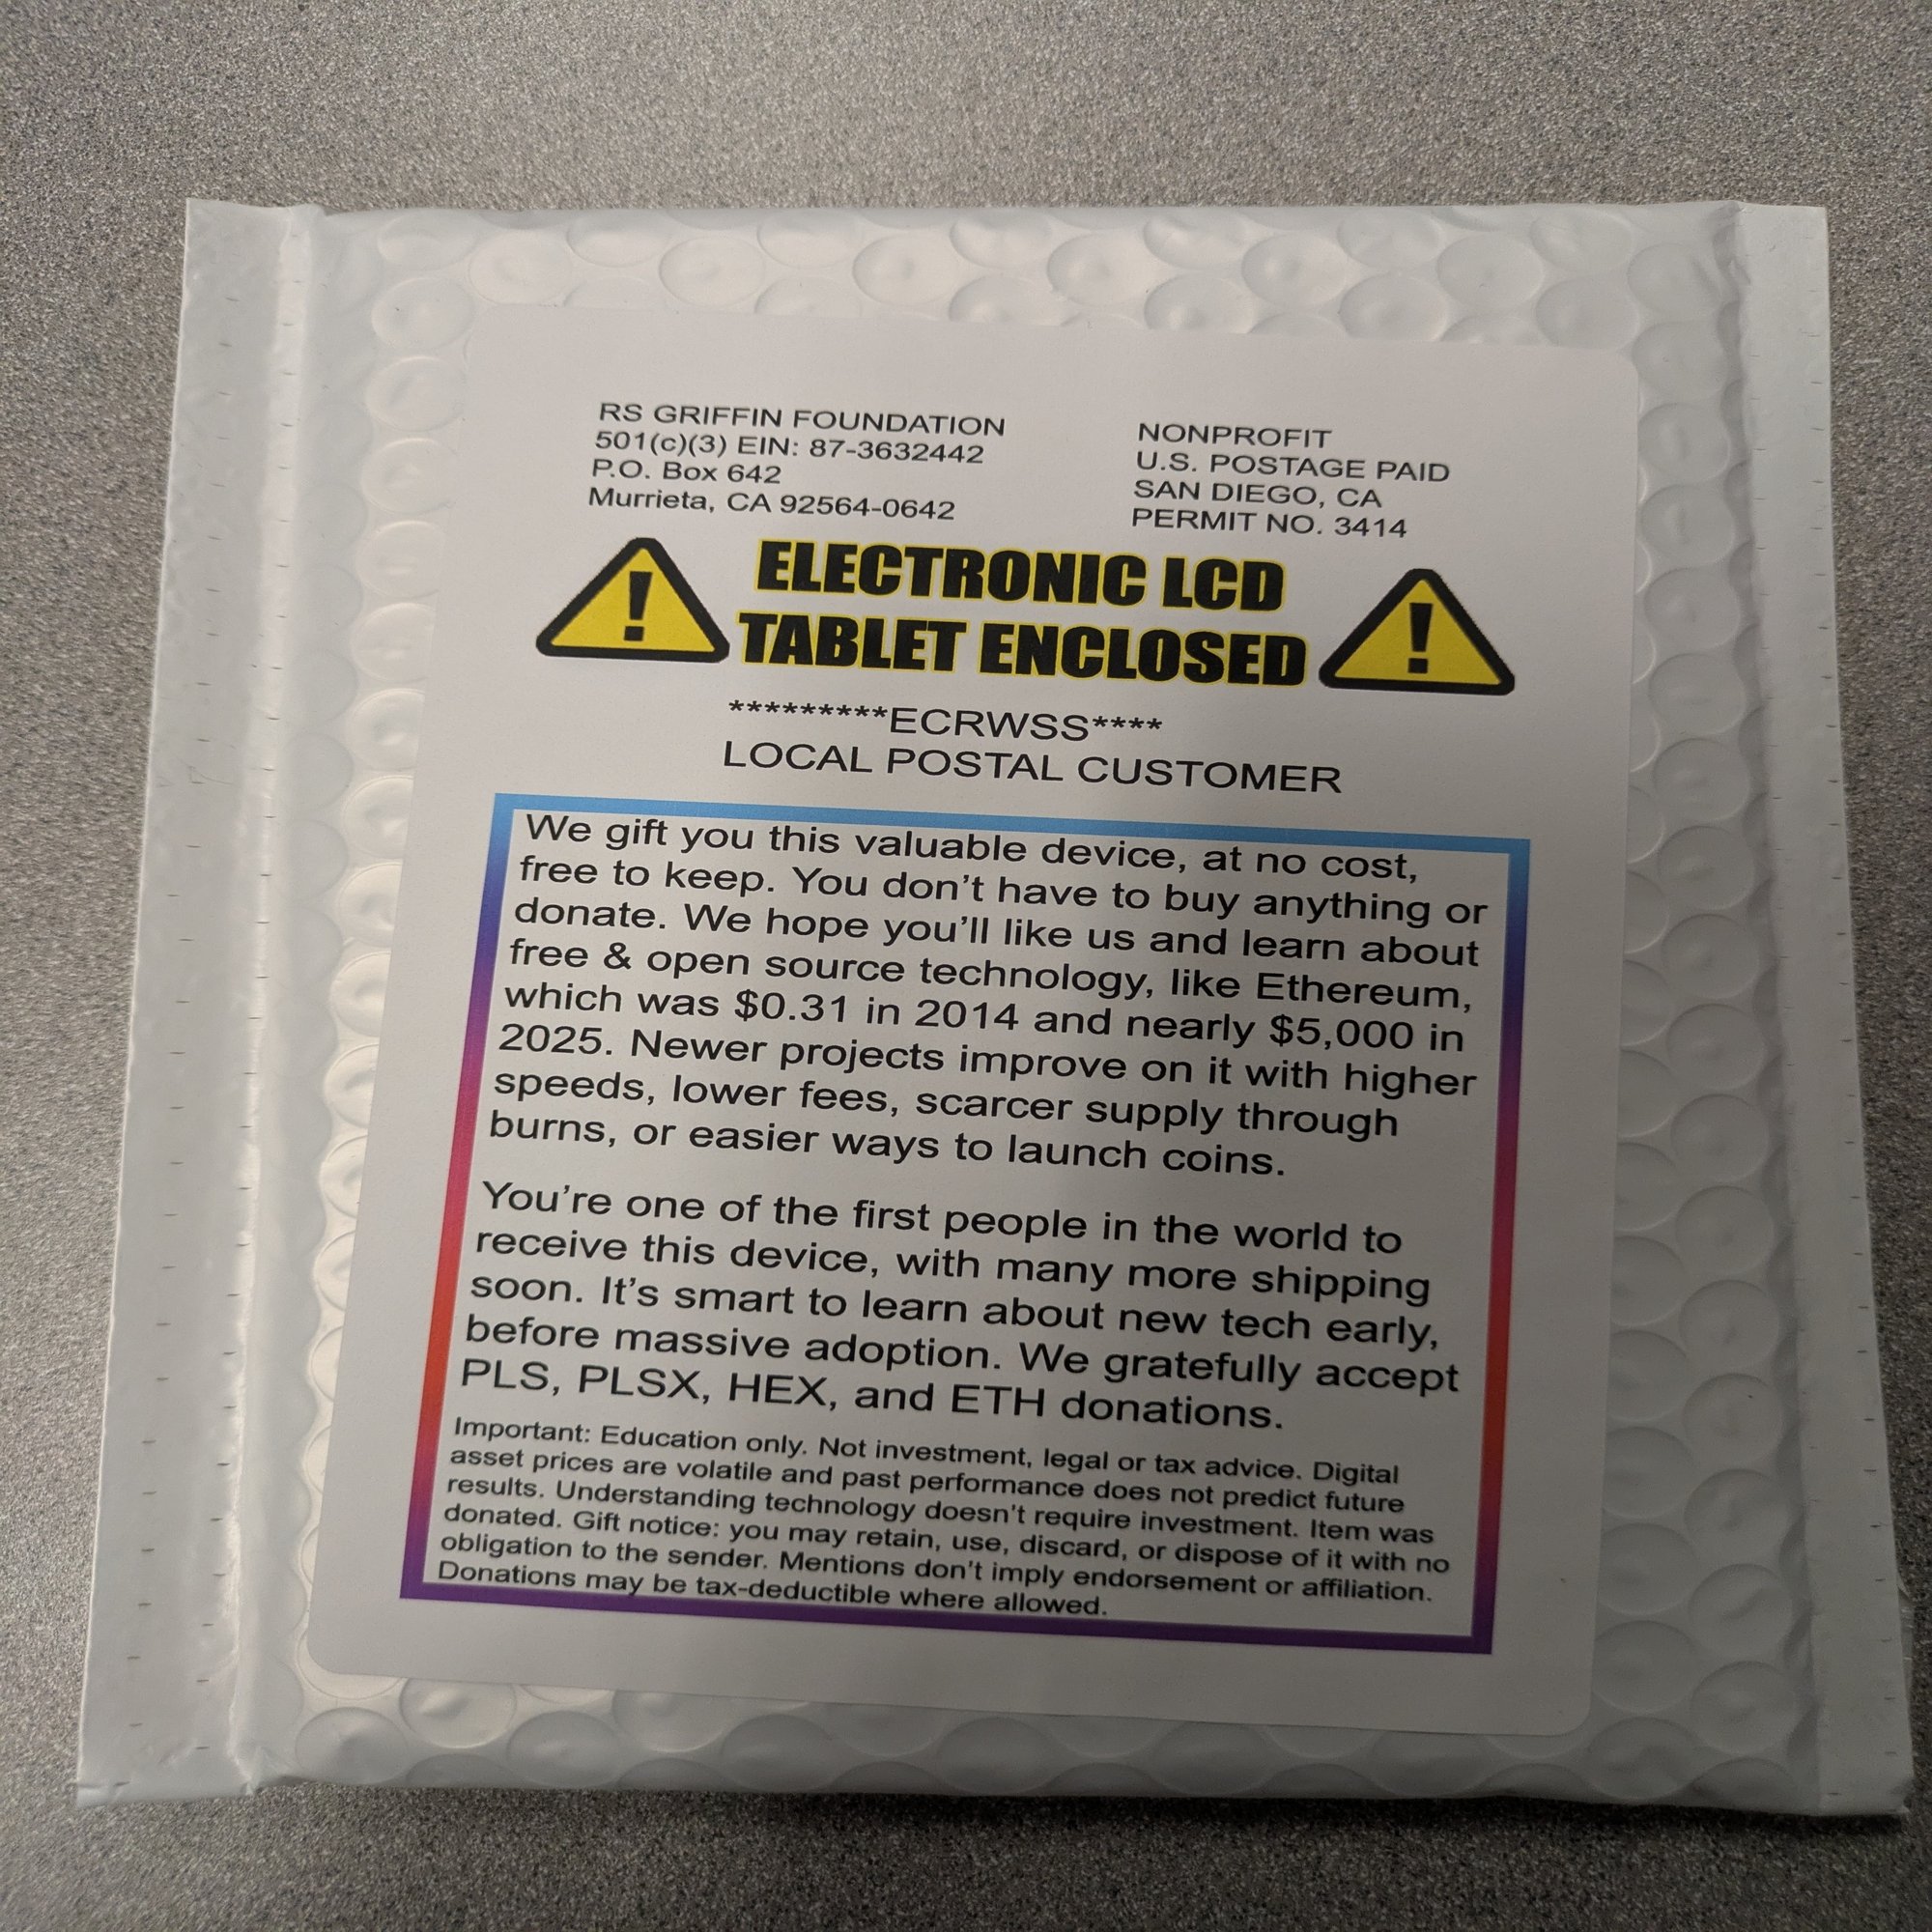 RS GRIFFIN FOUNDATION
501(c)(3) EIN: 87-3632442
P.O. Box 642
Murrieta, CA 92564-0642
NONPROFIT
U.S. POSTAGE PAID
SAN DIEGO, CA
PERMIT NO. 3414
ELECTRONIC LCD
TABLET ENCLOSED
*********ECRWSS****
LOCAL POSTAL CUSTOMER
We gift you this valuable device, at no cost,
free to keep. You don't have to buy anything or
donate. We hope you'll like us and learn about
free & open source technology, like Ethereum,
which was $0.31 in 2014 and nearly $5,000 in
2025. Newer projects improve on it with higher
speeds, lower fees, scarcer supply through
burns, or easier ways to launch coins.
You're one of the first people in the world to
receive this device, with many more shipping
soon. It's smart to learn about new tech early,
before massive adoption. We gratefully accept
PLS, PLSX, HEX, and ETH donations.
Important: Education only. Not investment, legal or tax advice. Digital
asset prices are volatile and past performance does not predict future
results. Understanding technology doesn't require investment. Item was
donated. Gift notice: you may retain, use, discard, or dispose of it with no
obligation to the sender. Mentions don't imply endorsement or affiliation.
Donations may be tax-deductible where allowed.